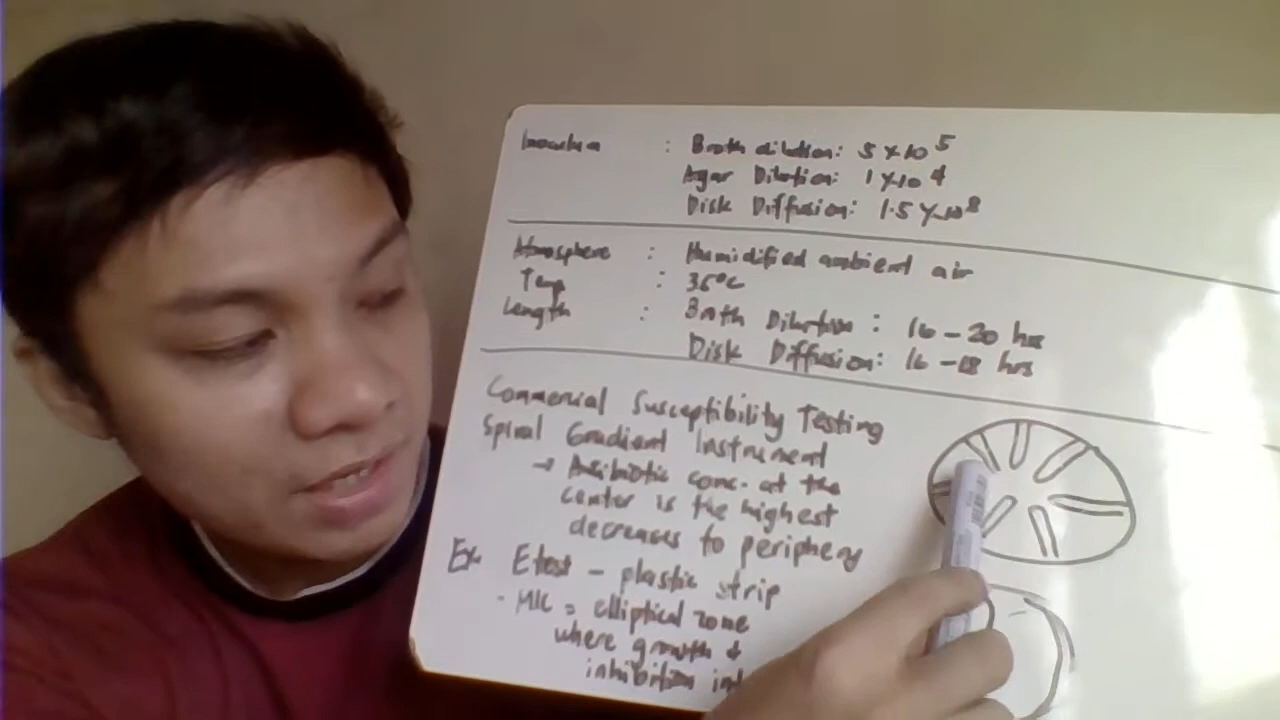 Inoculum : Broth dilution: 5 x 10^5
Agar Dilution: 1 x 10^4
Disk Diffusion: 1.5 x 10^8
Atmosphere : Humidified ambient air
Temp : 35°C
Length : Broth Dilution : 16 - 20 hrs
Disk Diffusion: 16 - 18 hrs
Commercial Susceptibility Testing
Spiral Gradient Instrument
→ Antibiotic conc. at the
center is the highest
decreases to periphery
Ex Etest - plastic strip
- MIC = elliptical zone
where growth &
inhibition